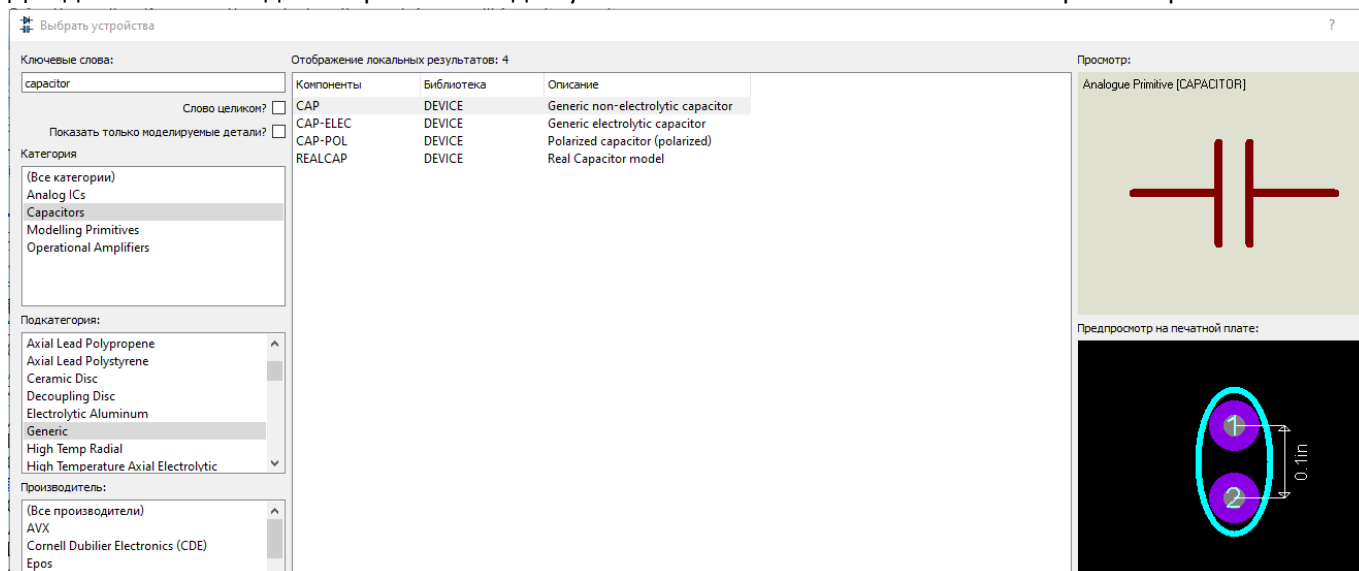 Выбрать устройства
?
Ключевые слова:
capacitor
Слово целиком?
Показать только моделируемые детали?
Категория
(Все категории)
Analog ICs
Capacitors
Modelling Primitives
Operational Amplifiers
Подкатегория:
Axial Lead Polypropene
Axial Lead Polystyrene
Ceramic Disc
Decoupling Disc
Electrolytic Aluminum
Generic
High Temp Radial
High Temperature Axial Electrolytic
Производитель:
(Все производители)
AVX
Cornell Dubilier Electronics (CDE)
Epos
Отображение локальных результатов: 4
Компоненты Библиотека Описание
CAP DEVICE Generic non-electrolytic capacitor
CAP-ELEC DEVICE Generic electrolytic capacitor
CAP-POL DEVICE Polarized capacitor (polarized)
REALCAP DEVICE Real Capacitor model
Просмотр:
Analogue Primitive [CAPACITOR]
Предпросмотр на печатной плате:
1
2
0.1in